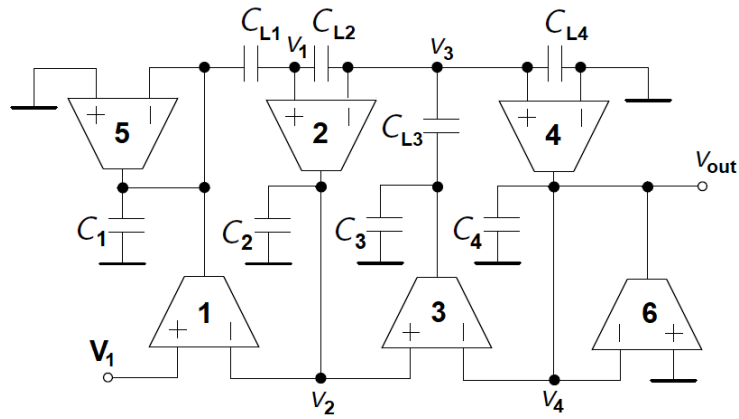 C_L1 v_1 C_L2 v_3 C_L4
+ − + − + −
5 2 C_L3 4
V_out
C_1 C_2 C_3 C_4
1 3 6
+ − + − − +
V_1
v_2 v_4